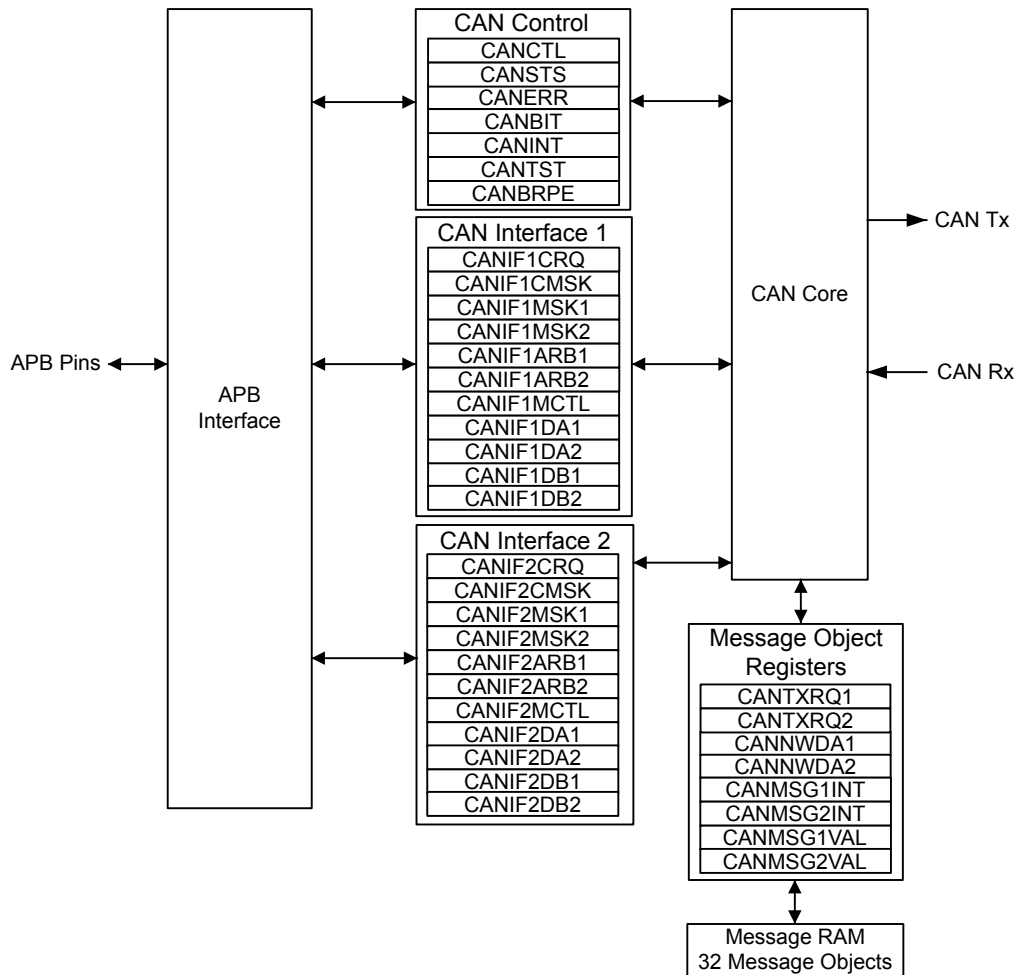 CAN Control
CANCTL
CANSTS
CANERR
CANBIT
CANINT
CANTST
CANBRPE
CAN Interface 1
CANIF1CRQ
CANIF1CMSK
CANIF1MSK1
CANIF1MSK2
CANIF1ARB1
CANIF1ARB2
CANIF1MCTL
CANIF1DA1
CANIF1DA2
CANIF1DB1
CANIF1DB2
CAN Interface 2
CANIF2CRQ
CANIF2CMSK
CANIF2MSK1
CANIF2MSK2
CANIF2ARB1
CANIF2ARB2
CANIF2MCTL
CANIF2DA1
CANIF2DA2
CANIF2DB1
CANIF2DB2
APB Pins
APB
Interface
CAN Core
CAN Tx
CAN Rx
Message Object
Registers
CANTXRQ1
CANTXRQ2
CANNWDA1
CANNWDA2
CANMSG1INT
CANMSG2INT
CANMSG1VAL
CANMSG2VAL
Message RAM
32 Message Objects